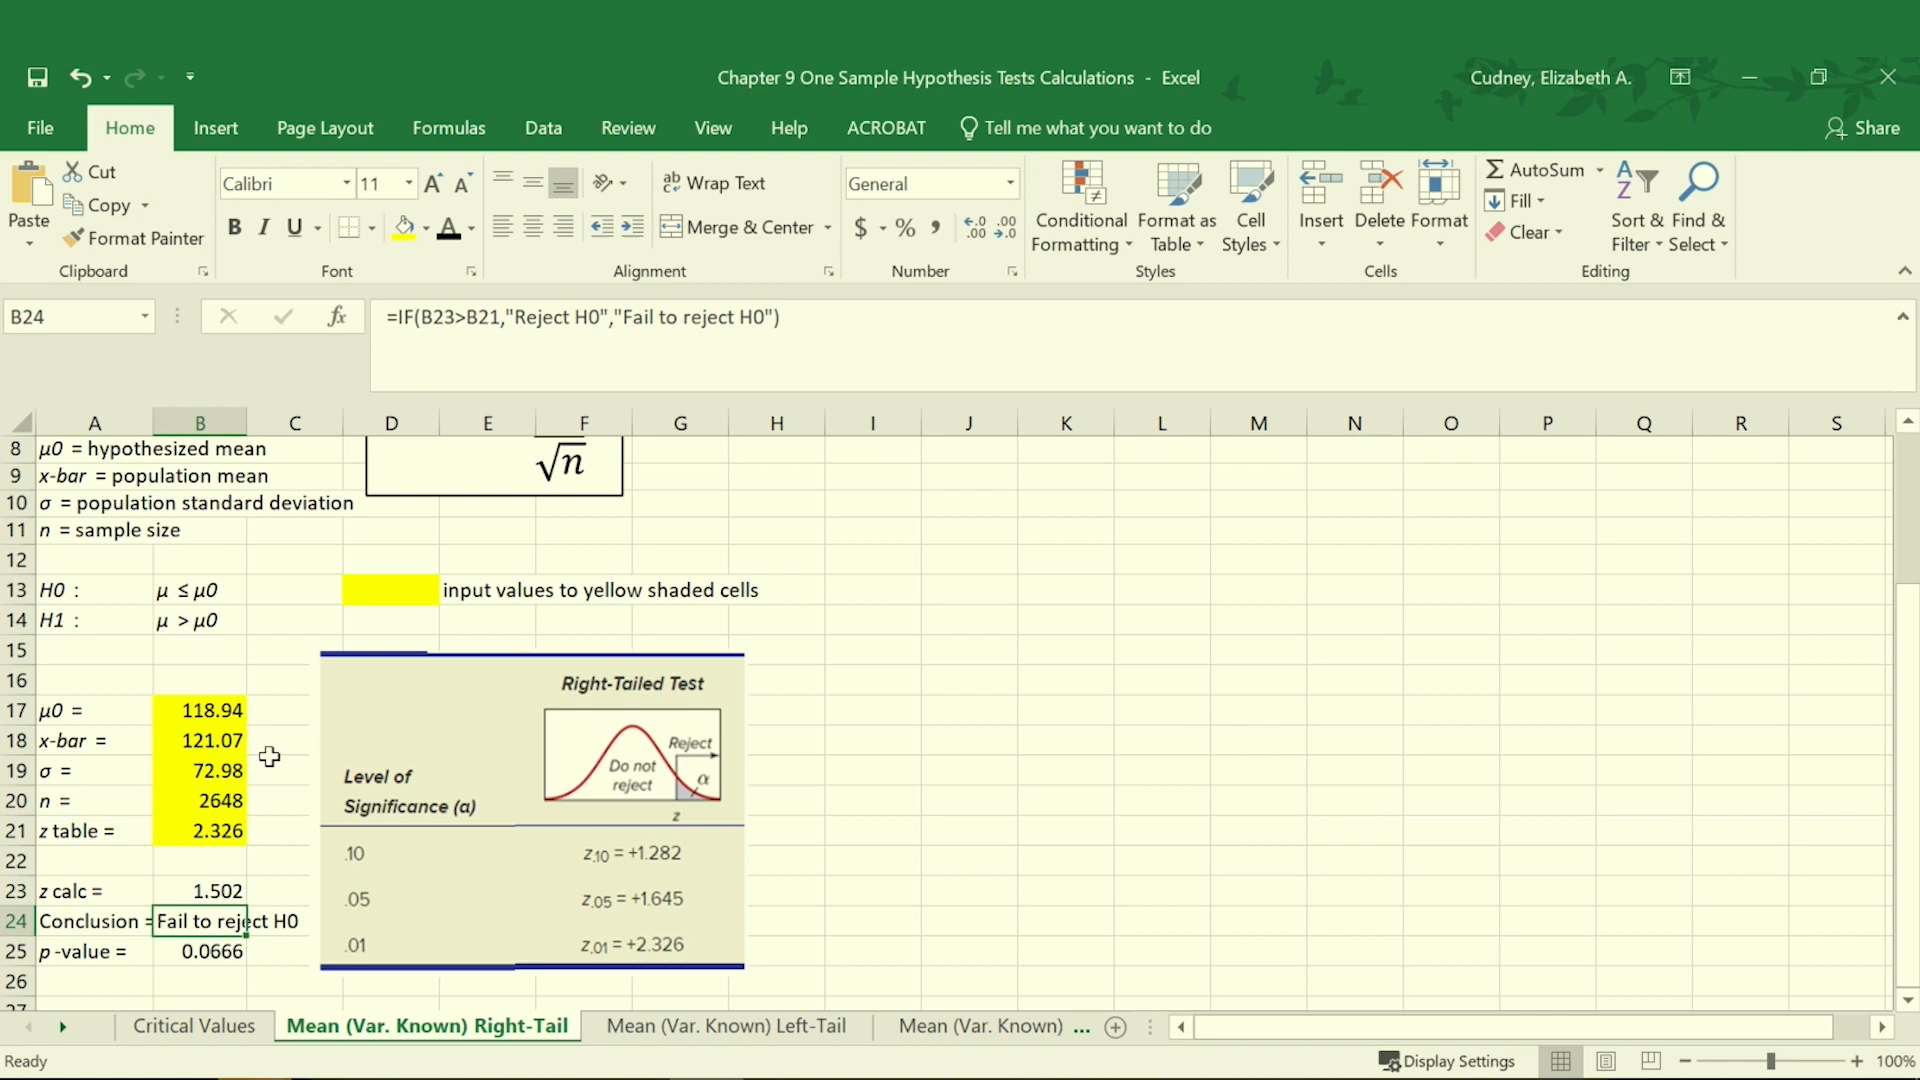 Chapter 9 One Sample Hypothesis Tests Calculations - Excel
Cudney, Elizabeth A.
File Home Insert Page Layout Formulas Data Review View Help ACROBAT Tell me what you want to do Share
Paste
Cut
Copy
Format Painter
Clipboard
Calibri 11
B I U
Font
Wrap Text
Merge & Center
Alignment
General
$ % ,
Number
Conditional Formatting
Format as Table
Cell Styles
Styles
Insert Delete Format
Cells
AutoSum
Fill
Clear
Sort & Filter
Find & Select
Editing
B24
fx
=IF(B23>B21,"Reject H0","Fail to reject H0")
A B C D E F G H I J K L M N O P Q R S
8 μ0 = hypothesized mean
√n
9 x-bar = population mean
10 σ = population standard deviation
11 n = sample size
12
13 H0 : μ ≤ μ0 input values to yellow shaded cells
14 H1 : μ > μ0
15
16
17 μ0 = 118.94
18 x-bar = 121.07
19 σ = 72.98
20 n = 2648
21 z table = 2.326
22
23 z calc = 1.502
24 Conclusion = Fail to reject H0
25 p-value = 0.0666
26
27
Right-Tailed Test
Reject
Do not
reject
α
z
Level of
Significance (α)
.10 z.10 = +1.282
.05 z.05 = +1.645
.01 z.01 = +2.326
Critical Values Mean (Var. Known) Right-Tail Mean (Var. Known) Left-Tail Mean (Var. Known) ...
Ready Display Settings 100%